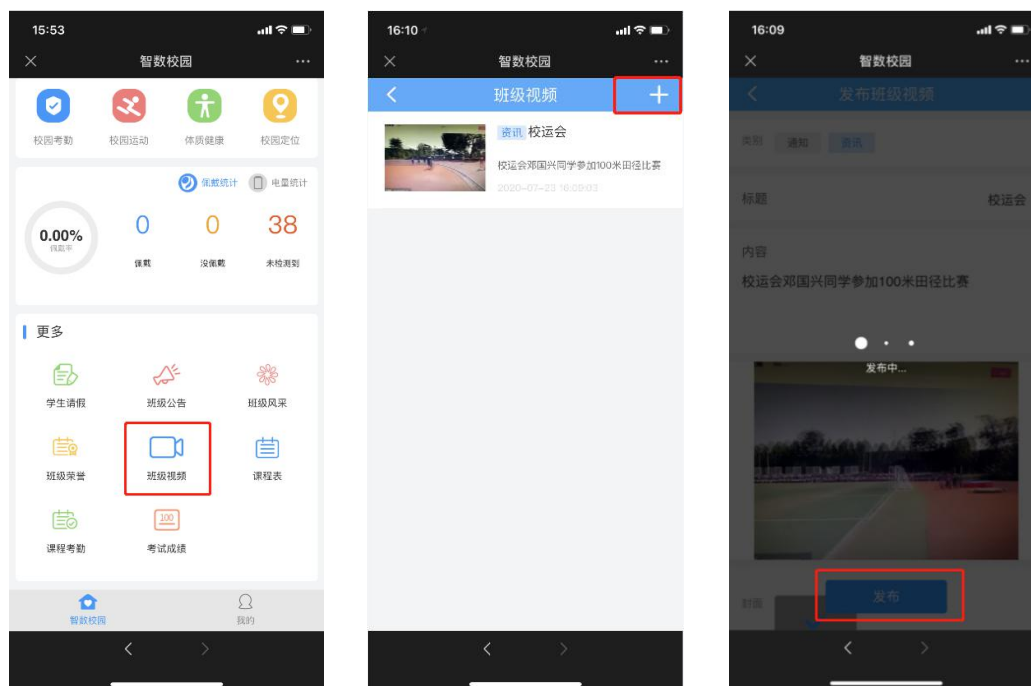 15:53
智数校园
校园考勤 校园运动 体质健康 校园定位
佩戴统计 电量统计
0.00%
佩戴率
0 0 38
佩戴 没佩戴 未检测到
更多
学生请假 班级公告 班级风采
班级荣誉 班级视频 课程表
100
课程考勤 考试成绩
智数校园 我的
16:10
智数校园
班级视频
资讯 校运会
校运会邓国兴同学参加100米田径比赛
2020-07-23 16:09:03
16:09
智数校园
发布班级视频
类别 通知 资讯
标题 校运会
内容
校运会邓国兴同学参加100米田径比赛
发布中...
封面 发布